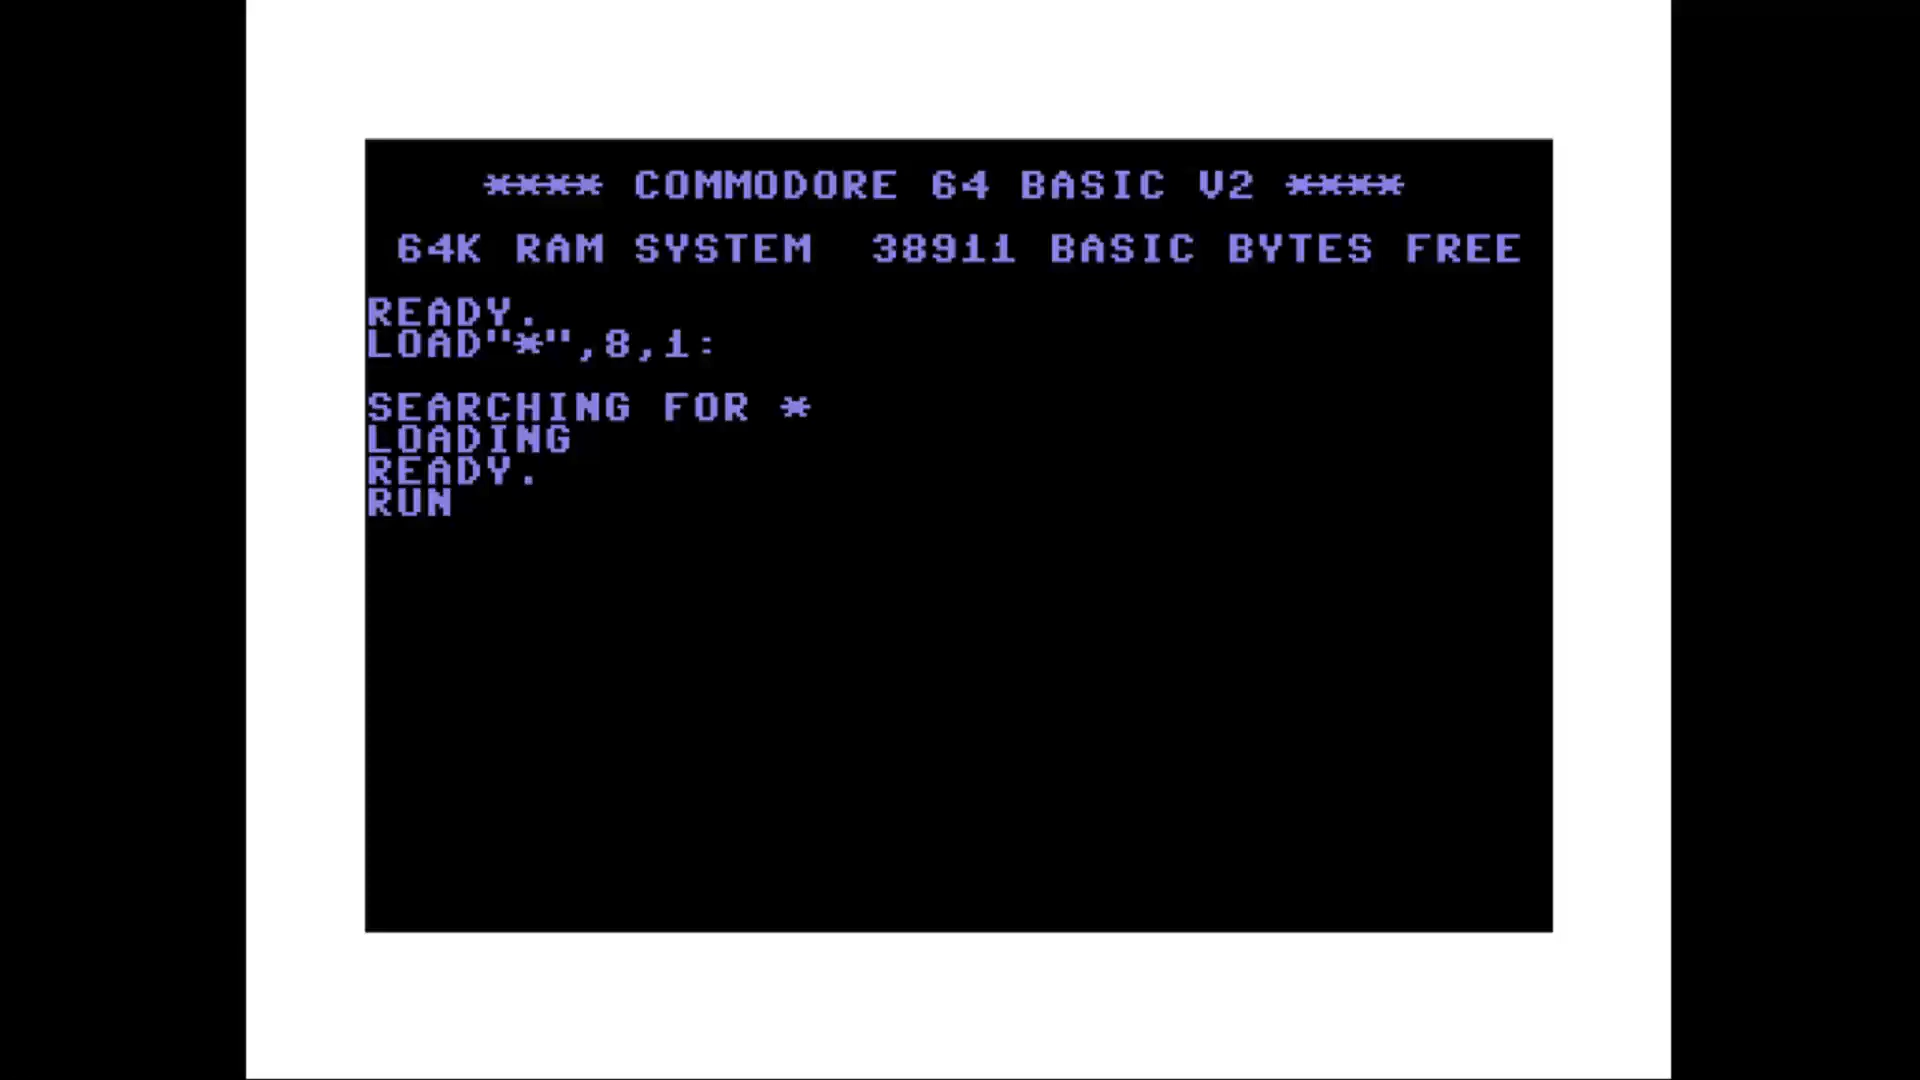 **** COMMODORE 64 BASIC V2 ****
64K RAM SYSTEM  38911 BASIC BYTES FREE
READY.
LOAD"*",8,1:
SEARCHING FOR *
LOADING
READY.
RUN